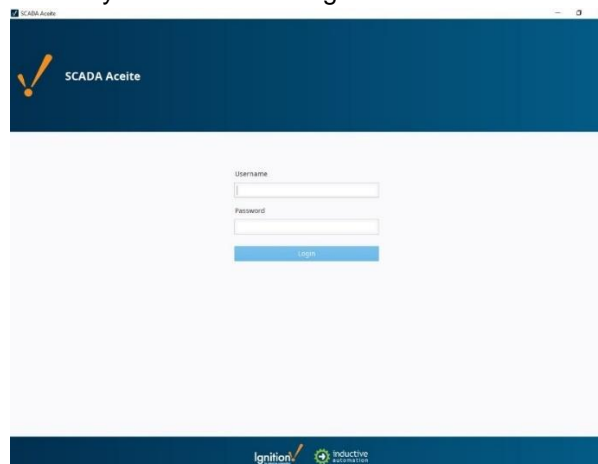 SCADA Aceite
SCADA Aceite
Username
Password
Login
Ignition!
inductive
automation